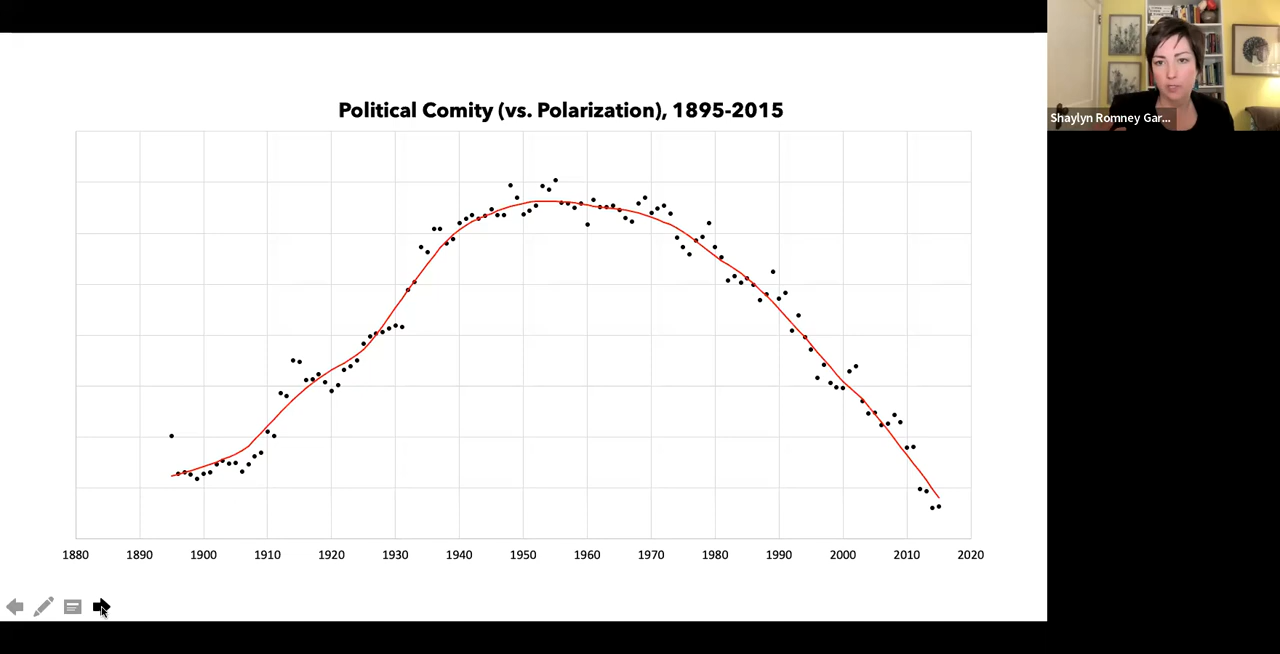 Political Comity (vs. Polarization), 1895-2015
Shaylyn Romney Gar...
1880 1890 1900 1910 1920 1930 1940 1950 1960 1970 1980 1990 2000 2010 2020